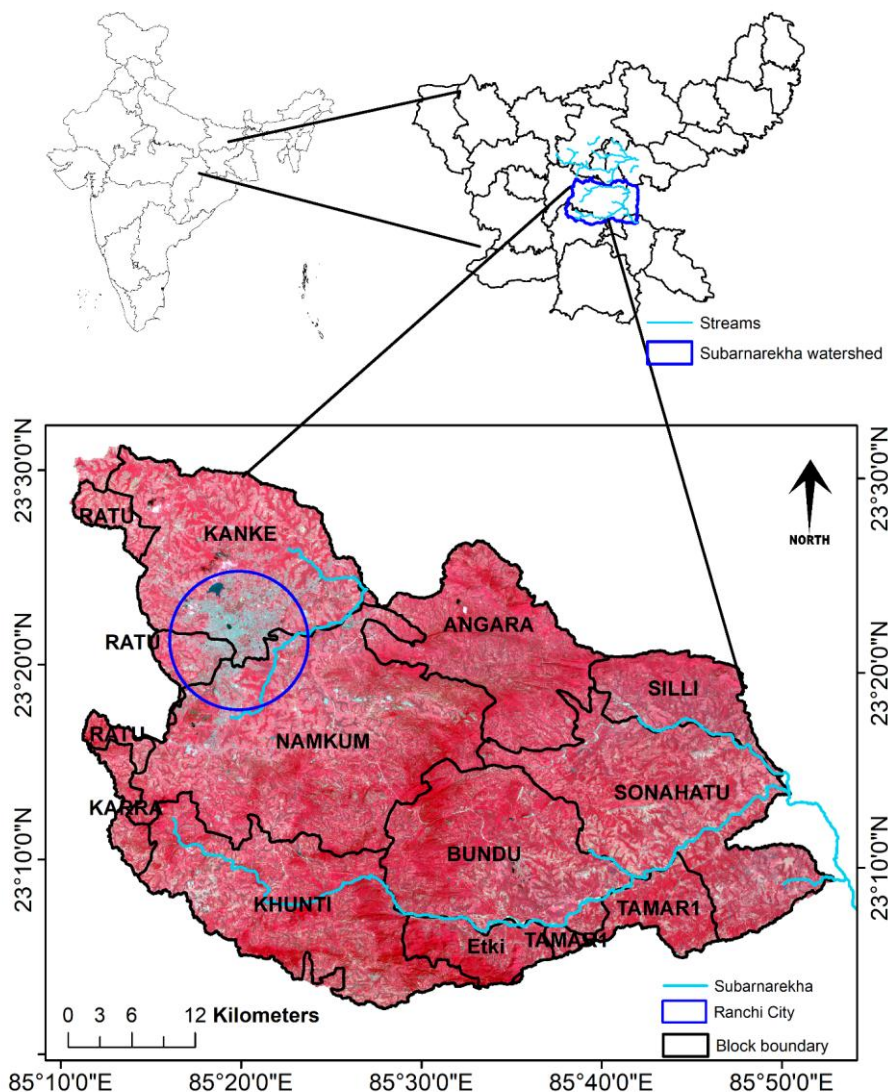 Streams
Subarnarekha watershed
23°30'0"N
23°20'0"N
23°10'0"N
23°30'0"N
23°20'0"N
23°10'0"N
NORTH
RATU
KANKE
RATU
ANGARA
SILLI
RATU
NAMKUM
KARRA
SONAHATU
BUNDU
KHUNTI
TAMAR1
Etki
TAMAR1
0 3 6 12 Kilometers
Subarnarekha
Ranchi City
Block boundary
85°10'0"E 85°20'0"E 85°30'0"E 85°40'0"E 85°50'0"E